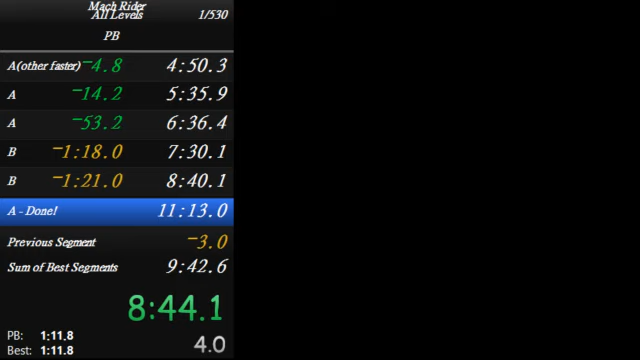 Mach Rider
All Levels 1/530
PB
A(other faster) -4.8 4:50.3
A -14.2 5:35.9
A -53.2 6:36.4
B -1:18.0 7:30.1
B -1:21.0 8:40.1
A - Done! 11:13.0
Previous Segment -3.0
Sum of Best Segments 9:42.6
8:44.1
PB: 1:11.8
Best: 1:11.8 4.0